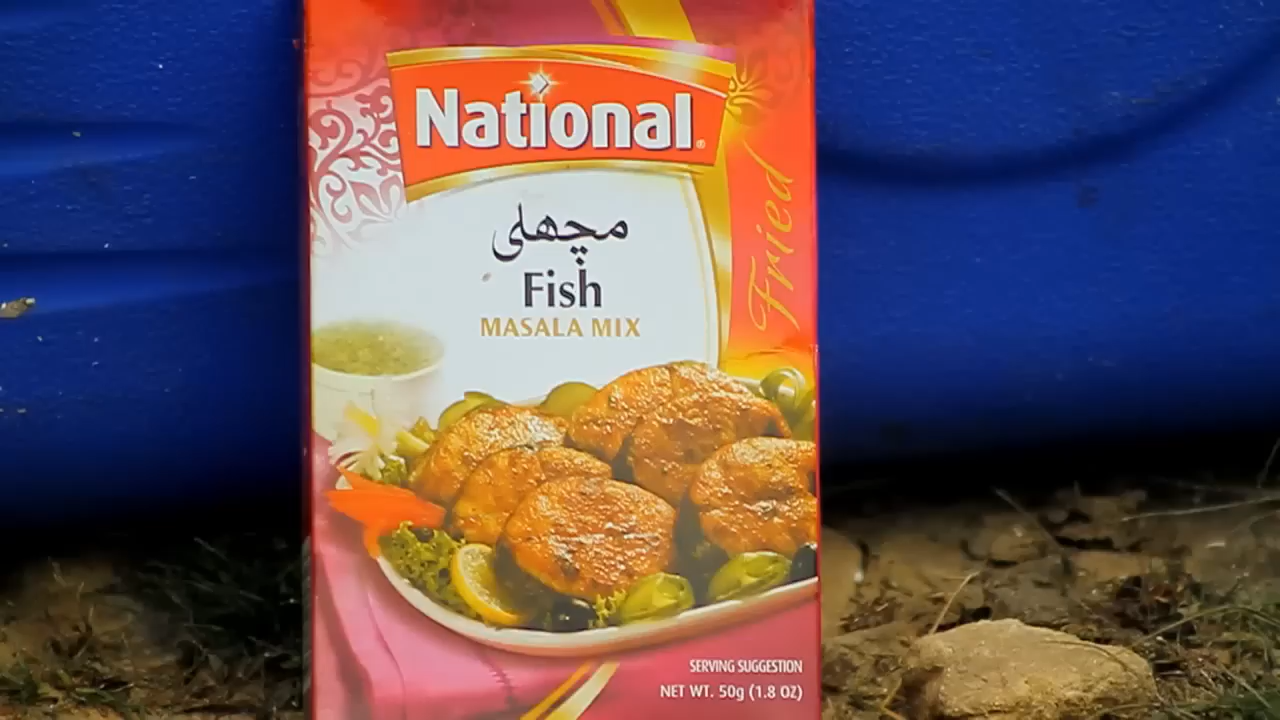 National
مچھلی
Fish
MASALA MIX
Fried
SERVING SUGGESTION
NET WT. 50g (1.8 OZ)